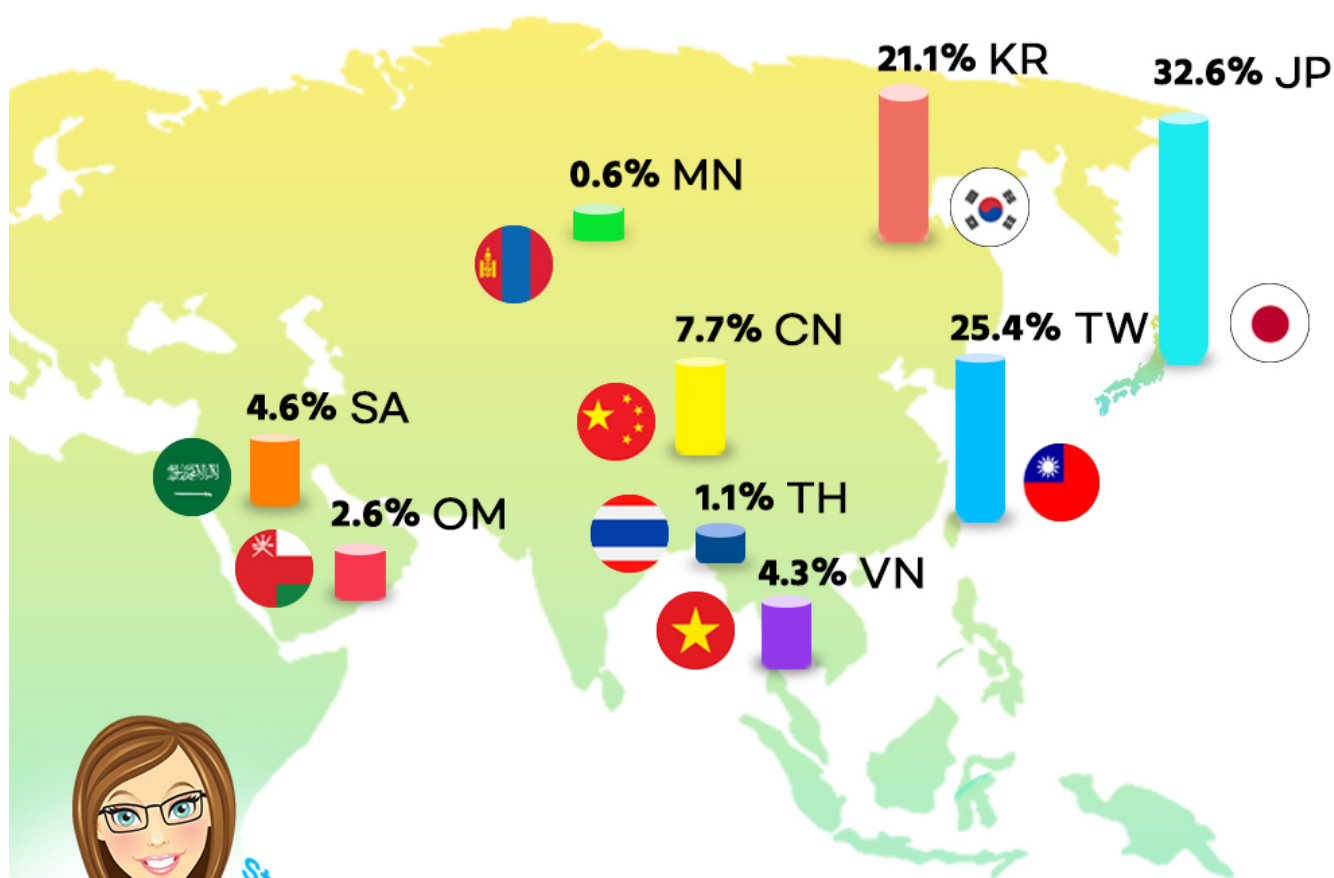 21.1% KR
32.6% JP
0.6% MN
7.7% CN
25.4% TW
4.6% SA
1.1% TH
2.6% OM
4.3% VN